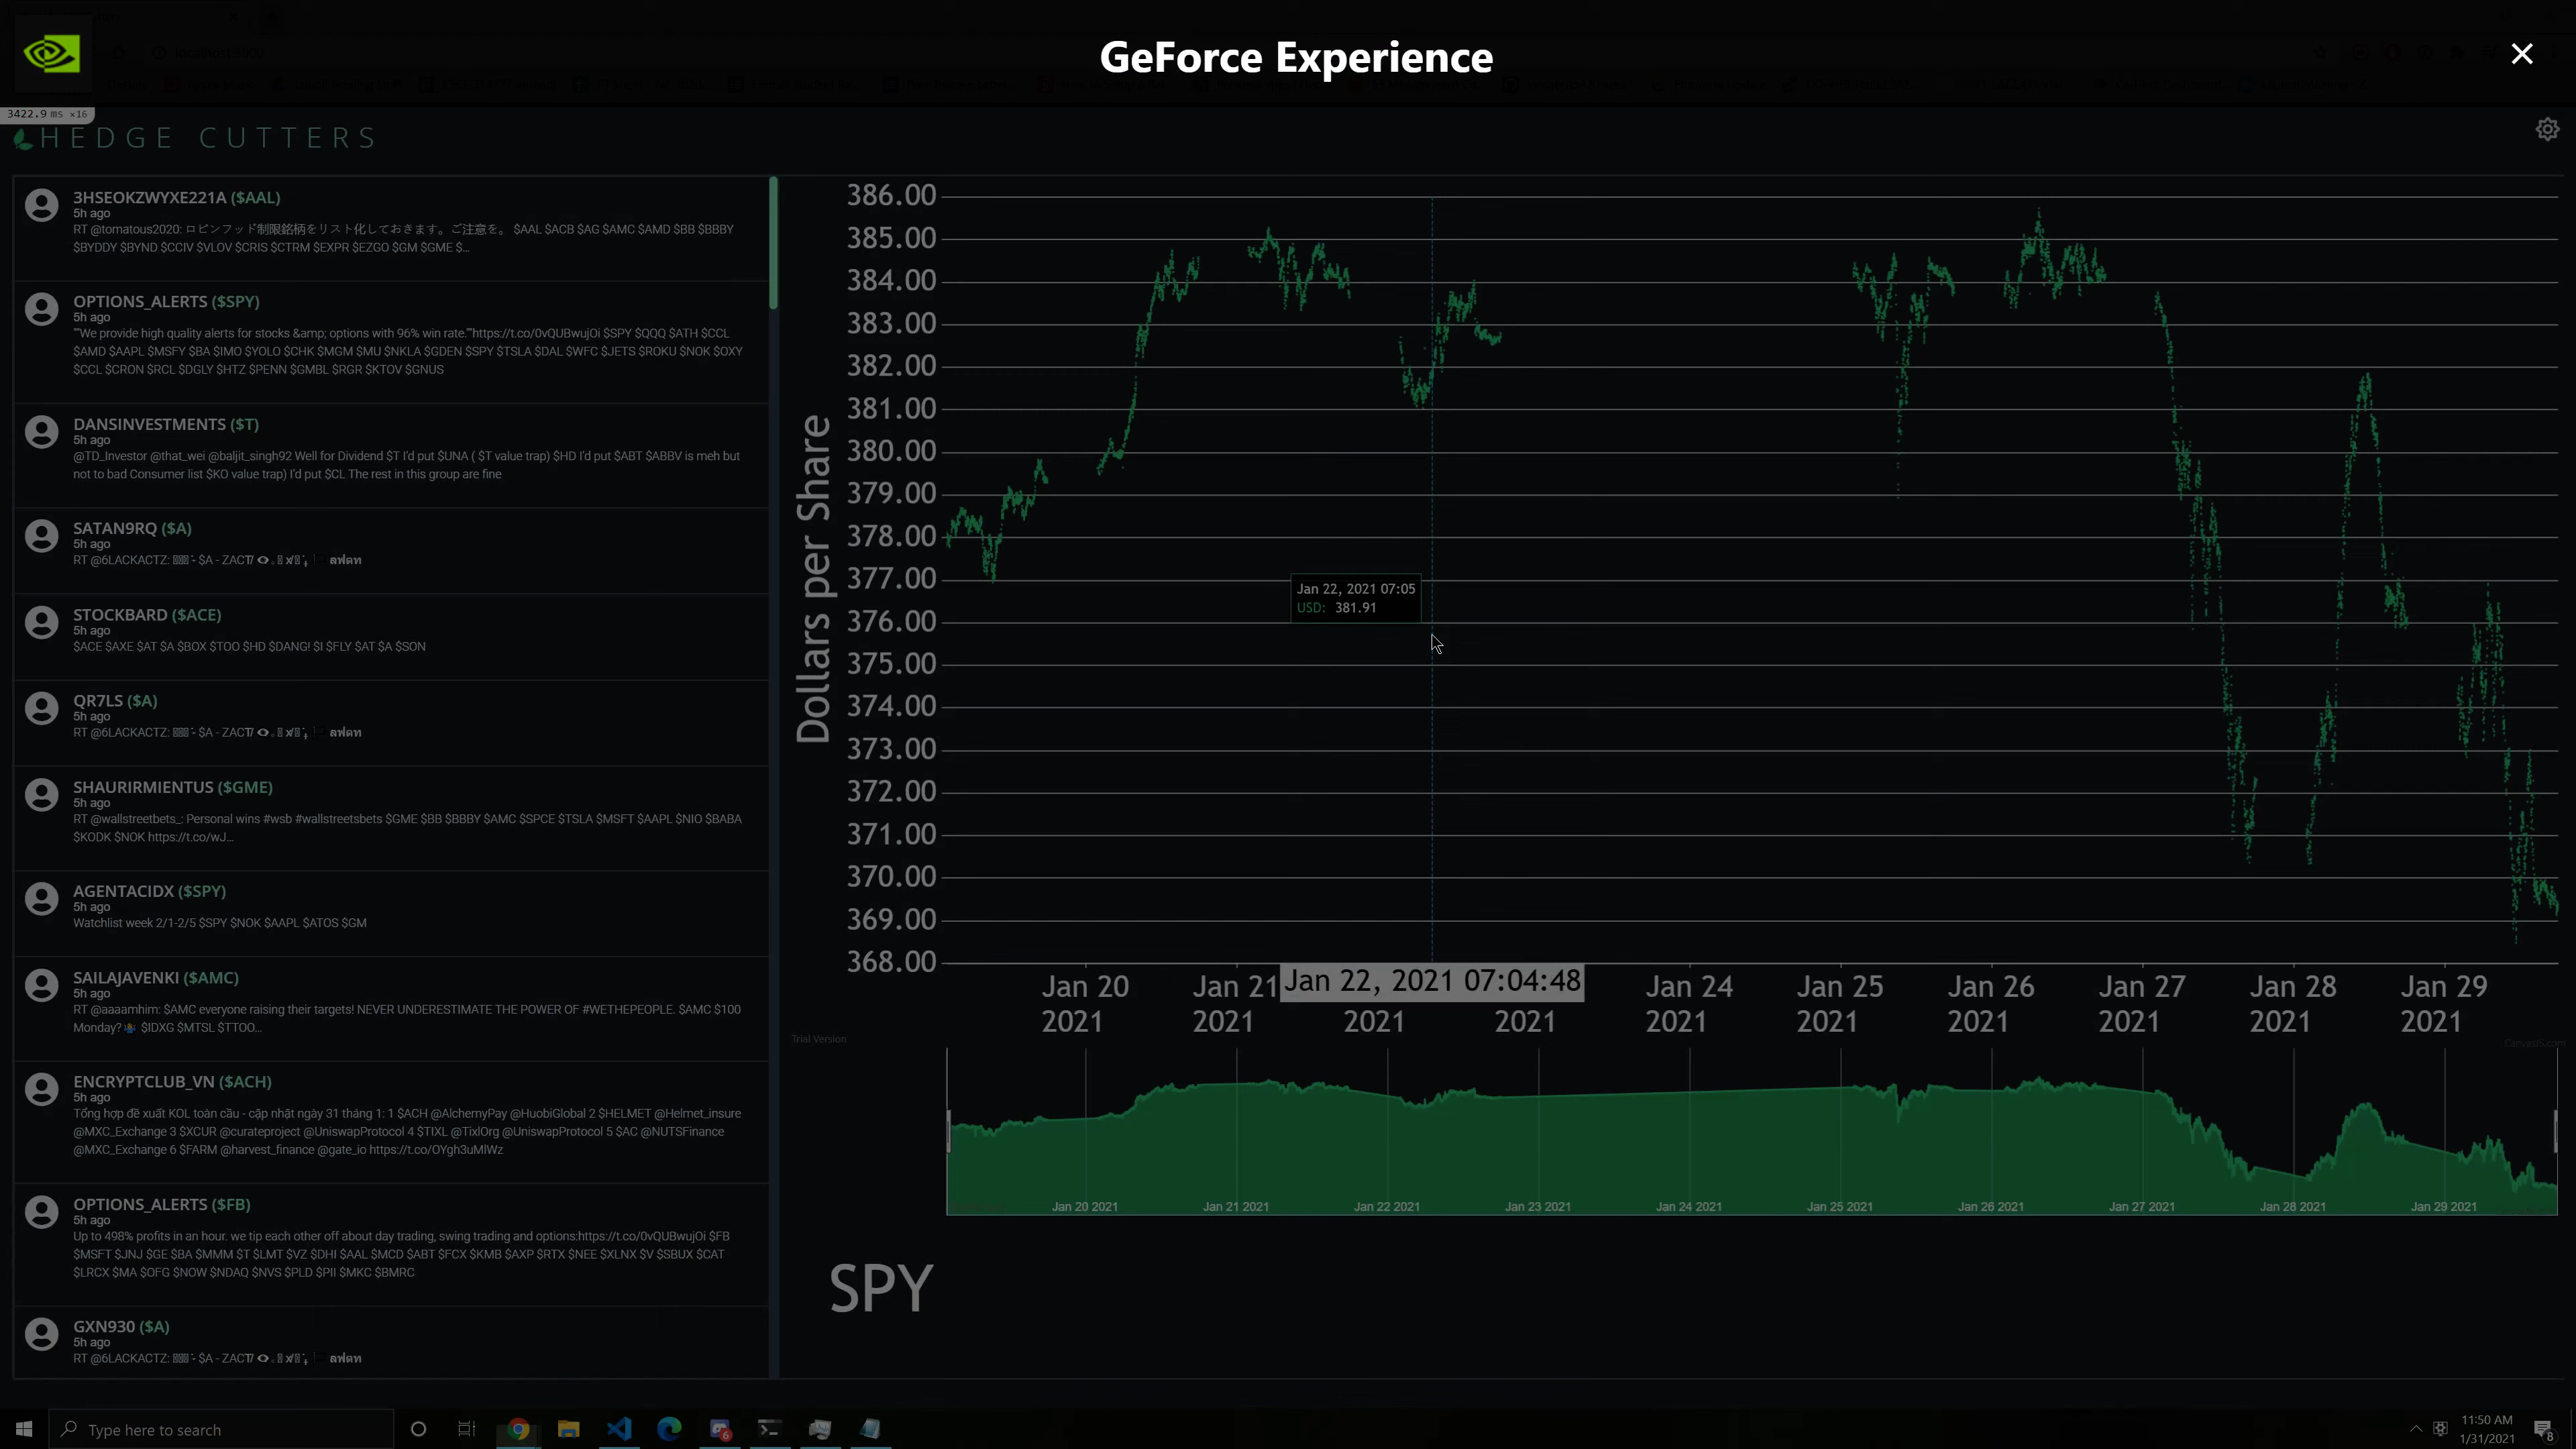 GeForce Experience
3422.9 ms ×16
HEDGE CUTTERS
3HSEOKZWYXE221A ($AAL)
5h ago
RT @tomatous2020: ロビンフッド制限銘柄をリスト化しておきます。ご注意を。 $AAL $ACB $AG $AMC $AMD $BB $BBBY
$BYDDY $BYND $CCIV $VLOV $CRIS $CTRM $EXPR $EZGO $GM $GME $...
OPTIONS_ALERTS ($SPY)
5h ago
""We provide high quality alerts for stocks &amp; options with 96% win rate.""https://t.co/0vQUBwujOi $SPY $QQQ $ATH $CCL
$AMD $AAPL $MSFY $BA $IMO $YOLO $CHK $MGM $MU $NKLA $GDEN $SPY $TSLA $DAL $WFC $JETS $ROKU $NOK $OXY
$CCL $CRON $RCL $DGLY $HTZ $PENN $GMBL $RGR $KTOV $GNUS
DANSINVESTMENTS ($T)
5h ago
@TD_Investor @that_wei @baljit_singh92 Well for Dividend $T I'd put $UNA ( $T value trap) $HD I'd put $ABT $ABBV is meh but
not to bad Consumer list $KO value trap) I'd put $CL The rest in this group are fine
SATAN9RQ ($A)
5h ago
RT @6LACKACTZ: - $A - ZACT
STOCKBARD ($ACE)
5h ago
$ACE $AXE $AT $A $BOX $TOO $HD $DANG! $I $FLY $AT $A $SON
QR7LS ($A)
5h ago
RT @6LACKACTZ: - $A - ZACT
SHAURIRMIENTUS ($GME)
5h ago
RT @wallstreetbets_: Personal wins #wsb #wallstreetsbets $GME $BB $BBBY $AMC $SPCE $TSLA $MSFT $AAPL $NIO $BABA
$KODK $NOK https://t.co/wJ...
AGENTACIDX ($SPY)
5h ago
Watchlist week 2/1-2/5 $SPY $NOK $AAPL $ATOS $GM
SAILAJAVENKI ($AMC)
5h ago
RT @aaaamhim: $AMC everyone raising their targets! NEVER UNDERESTIMATE THE POWER OF #WETHEPEOPLE. $AMC $100
Monday? $IDXG $MTSL $TTOO...
ENCRYPTCLUB_VN ($ACH)
5h ago
Tổng hợp đề xuất KOL toàn cầu - cập nhật ngày 31 tháng 1: 1 $ACH @AlchemyPay @HuobiGlobal 2 $HELMET @Helmet_insure
@MXC_Exchange 3 $XCUR @curateproject @UniswapProtocol 4 $TIXL @TixlOrg @UniswapProtocol 5 $AC @NUTSFinance
@MXC_Exchange 6 $FARM @harvest_finance @gate_io https://t.co/OYgh3uMlWz
OPTIONS_ALERTS ($FB)
5h ago
Up to 498% profits in an hour. we tip each other off about day trading, swing trading and options:https://t.co/0vQUBwujOi $FB
$MSFT $JNJ $GE $BA $MMM $T $LMT $VZ $DHI $AAL $MCD $ABT $FCX $KMB $AXP $RTX $NEE $XLNX $V $SBUX $CAT
$LRCX $MA $OFG $NOW $NDAQ $NVS $PLD $PII $MKC $BMRC
GXN930 ($A)
5h ago
RT @6LACKACTZ: - $A - ZACT
Dollars per Share
386.00
385.00
384.00
383.00
382.00
381.00
380.00
379.00
378.00
377.00
376.00
375.00
374.00
373.00
372.00
371.00
370.00
369.00
368.00
Jan 22, 2021 07:05
USD: 381.91
Jan 20 Jan 21 Jan 22, 2021 07:04:48 Jan 24 Jan 25 Jan 26 Jan 27 Jan 28 Jan 29
2021 2021 2021 2021 2021 2021 2021 2021 2021 2021
Trial Version
CanvasJS.com
Jan 20 2021 Jan 21 2021 Jan 22 2021 Jan 23 2021 Jan 24 2021 Jan 25 2021 Jan 26 2021 Jan 27 2021 Jan 28 2021 Jan 29 2021
SPY
Type here to search
6
11:50 AM
1/31/2021
8